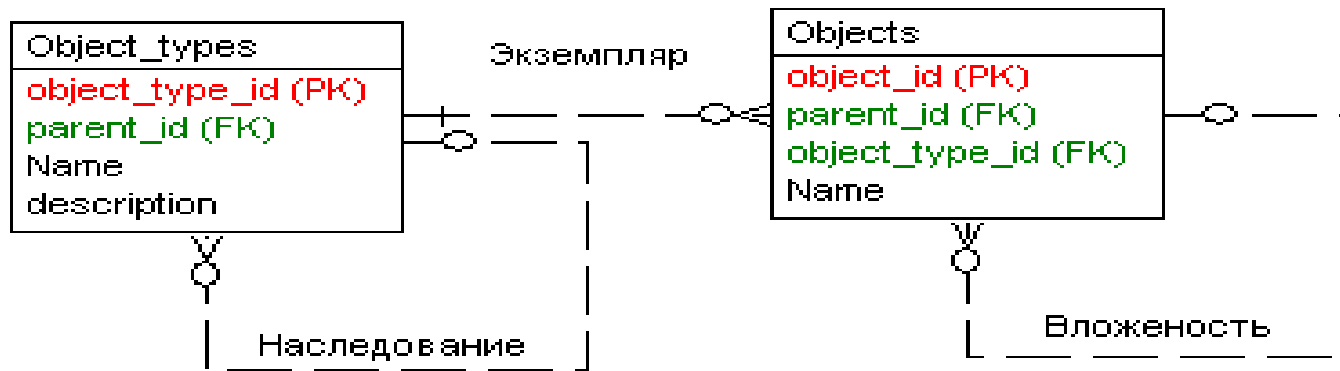 Object_types
object_type_id (PK)
parent_id (FK)
Name
description
Экземпляр
Objects
object_id (PK)
parent_id (FK)
object_type_id (FK)
Name
Наследование
Вложеность